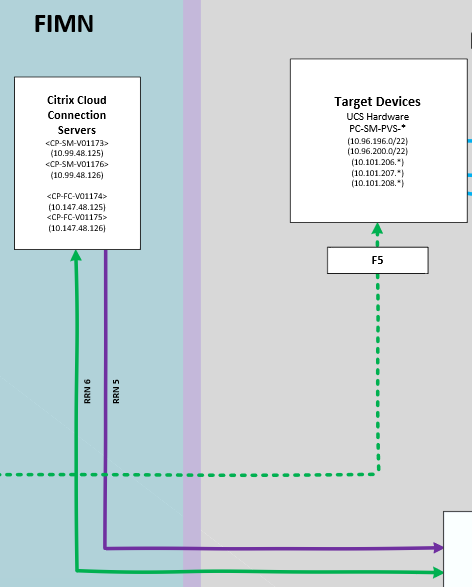 FIMN
Citrix Cloud
Connection
Servers
<CP-SM-V01173>
(10.99.48.125)
<CP-SM-V01176>
(10.99.48.126)
<CP-FC-V01174>
(10.147.48.125)
<CP-FC-V01175>
(10.147.48.126)
Target Devices
UCS Hardware
PC-SM-PVS-*
(10.96.196.0/22)
(10.96.200.0/22)
(10.101.206.*)
(10.101.207.*)
(10.101.208.*)
F5
RRN 6
RRN 5